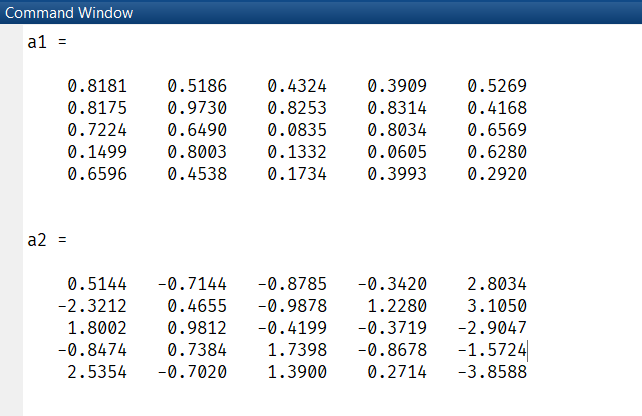 Command Window
a1 =
0.8181 0.5186 0.4324 0.3909 0.5269
0.8175 0.9730 0.8253 0.8314 0.4168
0.7224 0.6490 0.0835 0.8034 0.6569
0.1499 0.8003 0.1332 0.0605 0.6280
0.6596 0.4538 0.1734 0.3993 0.2920
a2 =
0.5144 -0.7144 -0.8785 -0.3420 2.8034
-2.3212 0.4655 -0.9878 1.2280 3.1050
1.8002 0.9812 -0.4199 -0.3719 -2.9047
-0.8474 0.7384 1.7398 -0.8678 -1.5724
2.5354 -0.7020 1.3900 0.2714 -3.8588